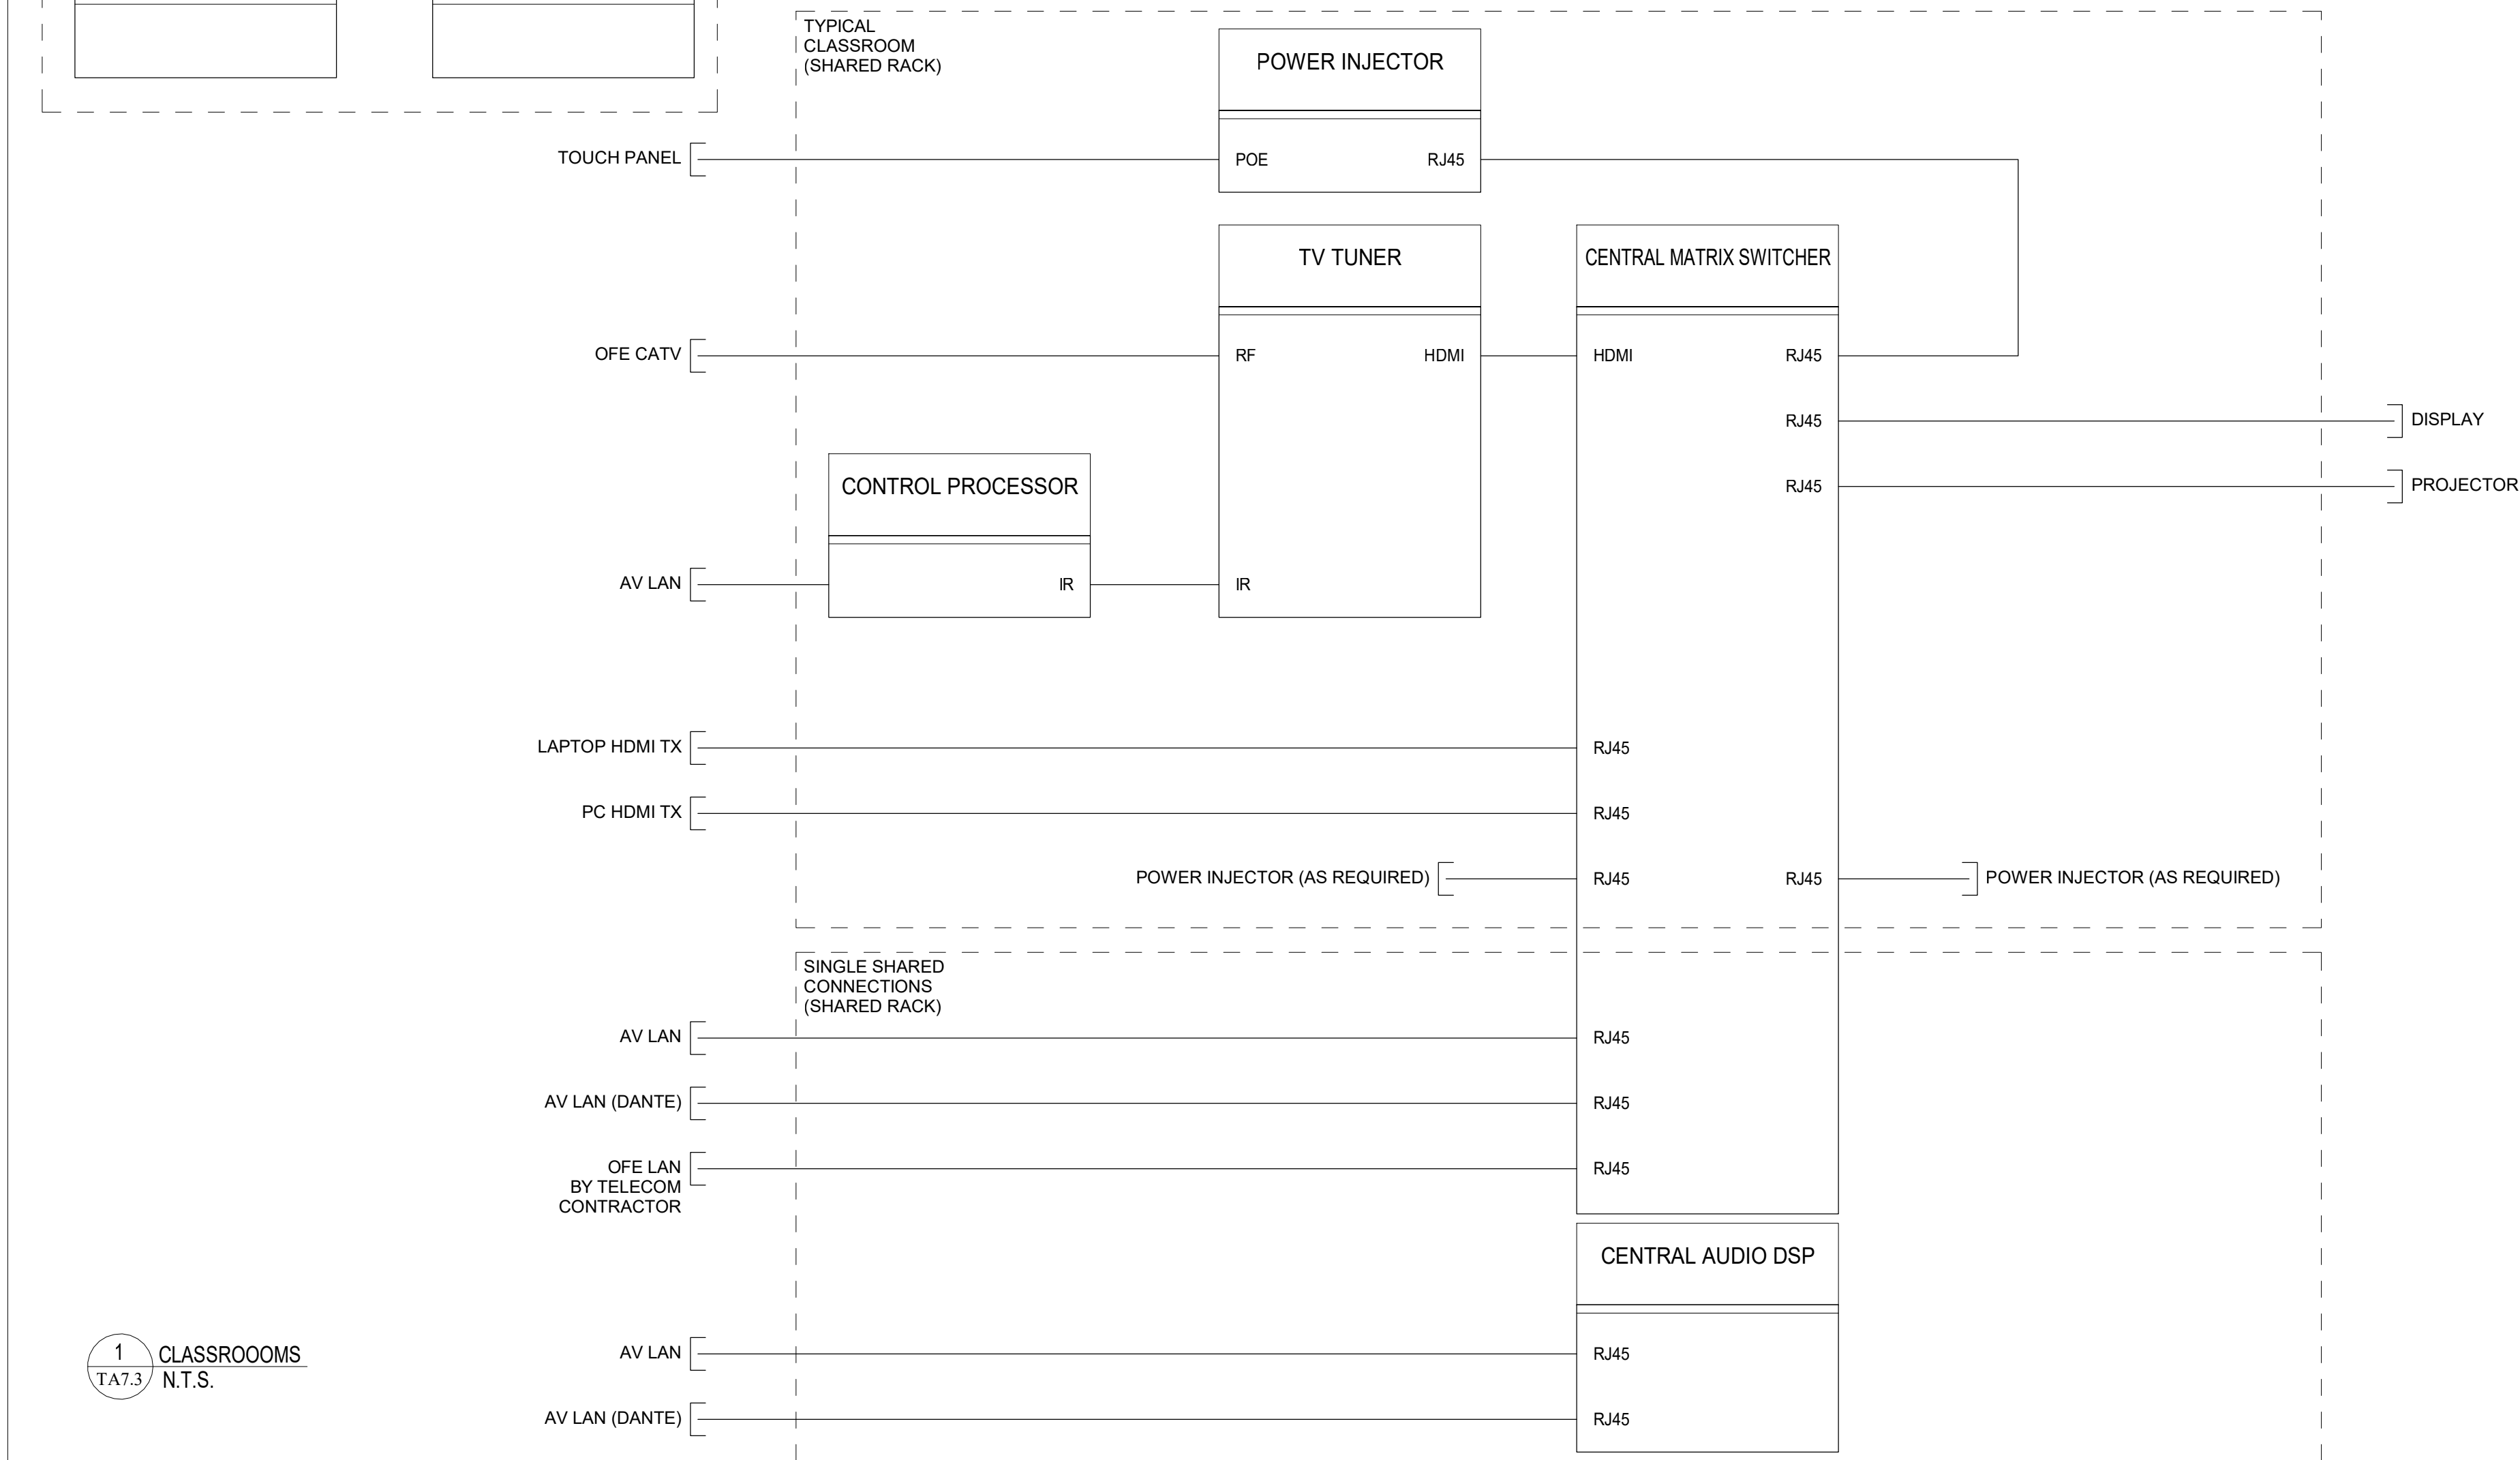 TYPICAL
CLASSROOM
(SHARED RACK)
POWER INJECTOR
TOUCH PANEL
POE
RJ45
TV TUNER
CENTRAL MATRIX SWITCHER
OFE CATV
RF
HDMI
HDMI
RJ45
RJ45
DISPLAY
CONTROL PROCESSOR
RJ45
PROJECTOR
AV LAN
IR
IR
LAPTOP HDMI TX
RJ45
PC HDMI TX
RJ45
POWER INJECTOR (AS REQUIRED)
RJ45
RJ45
POWER INJECTOR (AS REQUIRED)
SINGLE SHARED
CONNECTIONS
(SHARED RACK)
AV LAN
RJ45
AV LAN (DANTE)
RJ45
OFE LAN
BY TELECOM
CONTRACTOR
RJ45
CENTRAL AUDIO DSP
AV LAN
RJ45
AV LAN (DANTE)
RJ45
1
TA7.3
CLASSROOOMS
N.T.S.